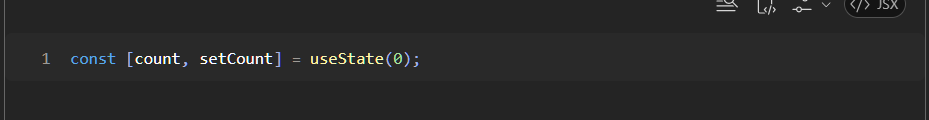 </> JSX
1 const [count, setCount] = useState(0);